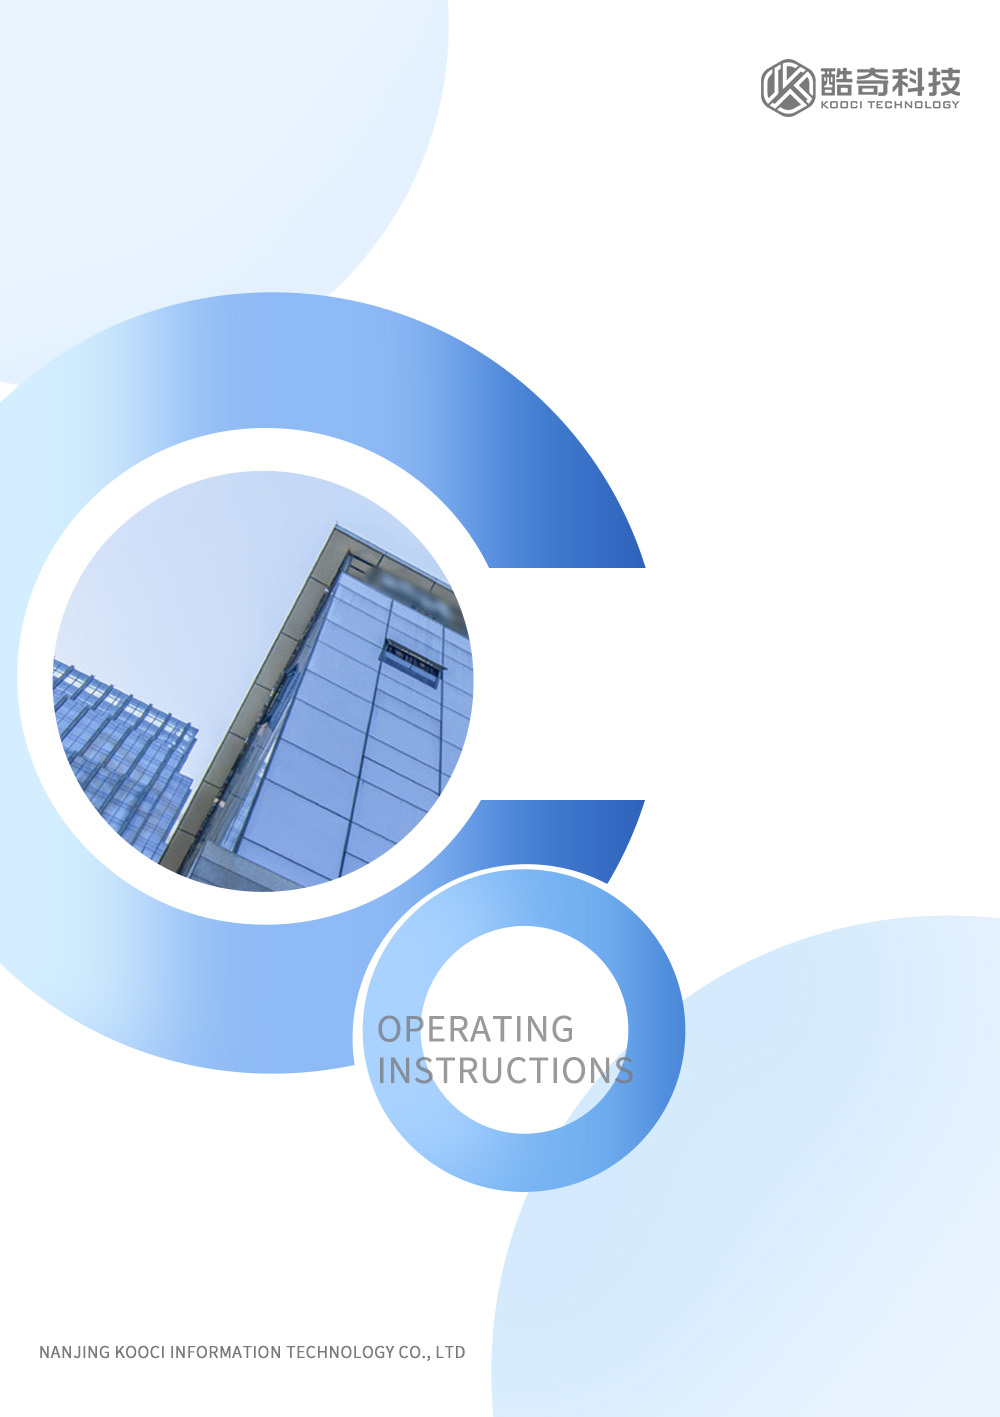 酷奇科技
KOOCI TECHNOLOGY
OPERATING
INSTRUCTIONS
NANJING KOOCI INFORMATION TECHNOLOGY CO., LTD